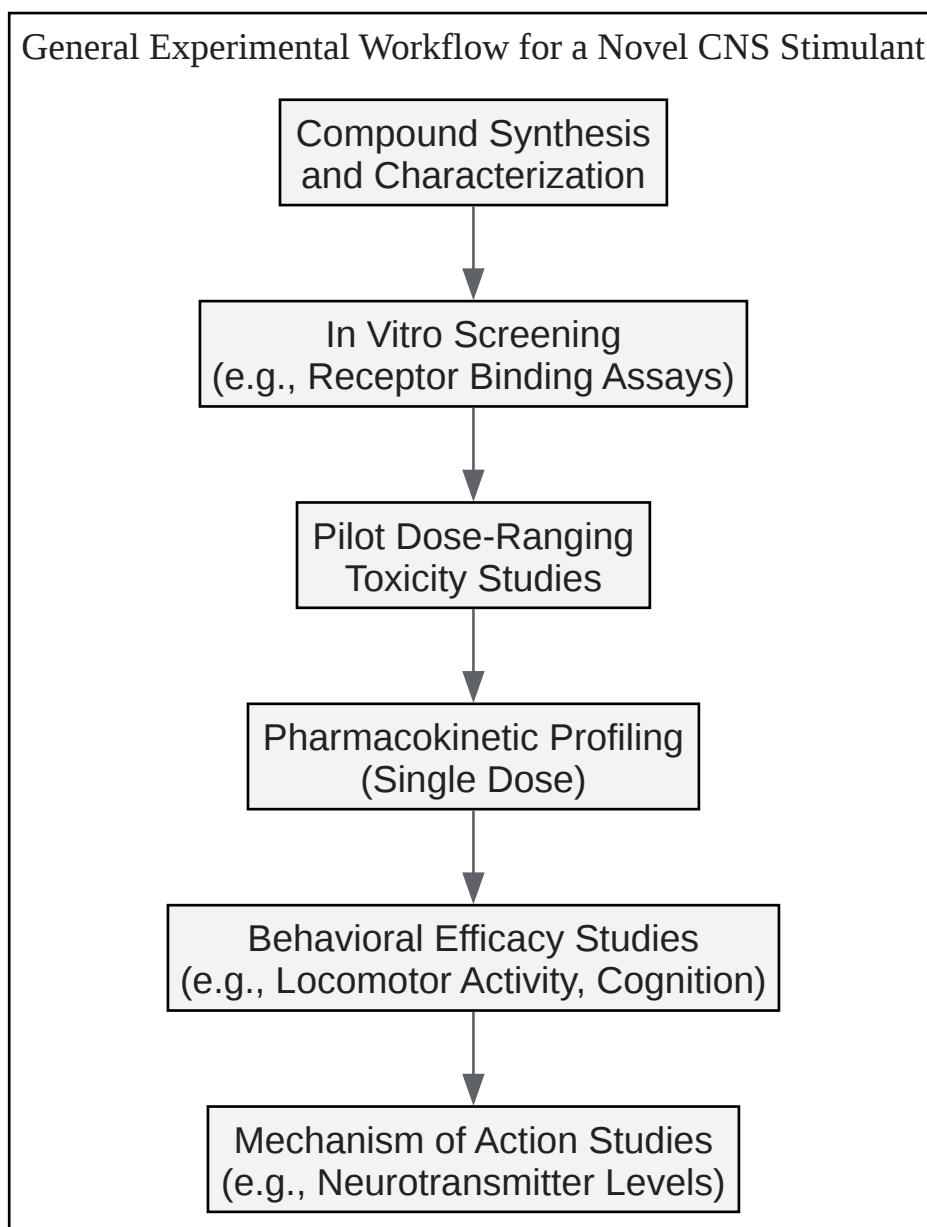 General Experimental Workflow for a Novel CNS Stimulant
Compound Synthesis
and Characterization
In Vitro Screening
(e.g., Receptor Binding Assays)
Pilot Dose-Ranging
Toxicity Studies
Pharmacokinetic Profiling
(Single Dose)
Behavioral Efficacy Studies
(e.g., Locomotor Activity, Cognition)
Mechanism of Action Studies
(e.g., Neurotransmitter Levels)